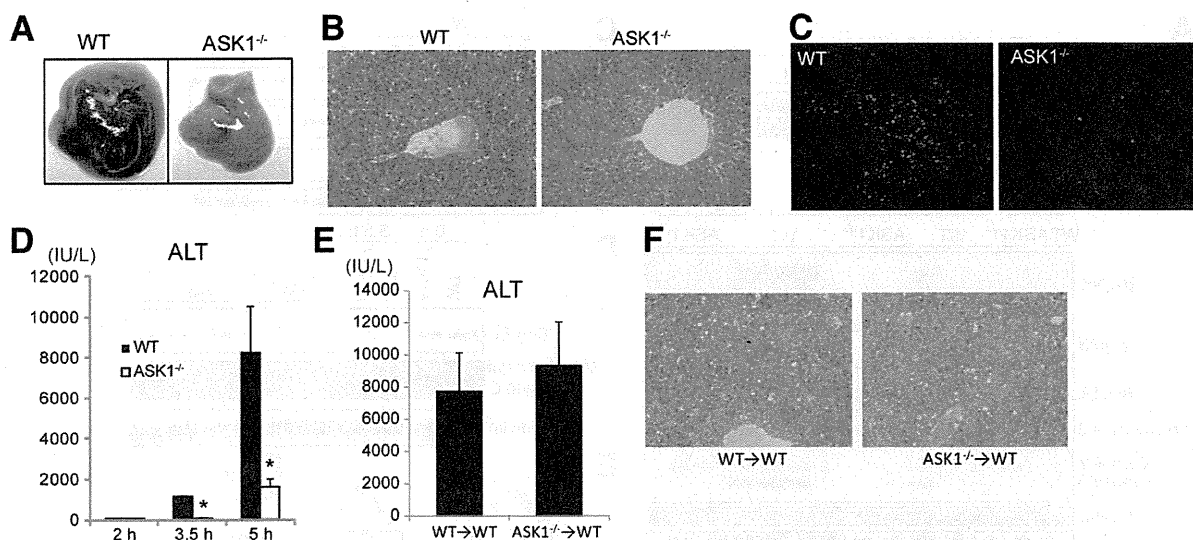 A
WT
ASK1-/-
B
WT
ASK1-/-
C
WT
ASK1-/-
D
(IU/L)
ALT
12000
10000
8000
6000
4000
2000
0
WT
ASK1-/-
*
*
2 h
3.5 h
5 h
E
(IU/L)
ALT
14000
12000
10000
8000
6000
4000
2000
0
WT→WT
ASK1-/-→WT
F
WT→WT
ASK1-/-→WT